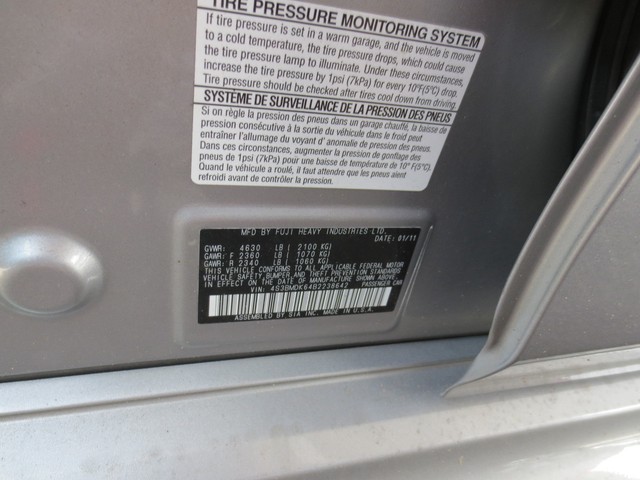 TIRE PRESSURE MONITORING SYSTEM
If tire pressure is set in a warm garage, and the vehicle is moved
to a cold temperature, the tire pressure drops, which could cause
the tire pressure lamp to illuminate. Under these circumstances,
increase the tire pressure by 1psi (7kPa) for every 10°F(5°C) drop.
Tire pressure should be checked after tires cool down from driving.
SYSTÈME DE SURVEILLANCE DE LA PRESSION DES PNEUS
Si on règle la pression des pneus dans un garage chauffé, la baisse de
pression consécutive à la sortie du véhicule dans le froid peut
entraîner l'allumage du voyant d' anomalie de pression des pneus.
Dans ces circonstances, augmenter la pression de gonflage
des pneus de 1psi (7kPa) pour une baisse de température de 10° F(5°C).
Quand le véhicule a roulé, il faut attendre que les pneus aient
refroidi avant d'en contrôler la pression.
MFD BY FUJI HEAVY INDUSTRIES LTD.
DATE: 01/11
GVWR: 4630 LB ( 2100 KG)
GAWR: F 2360 LB ( 1070 KG)
GAWR: R 2340 LB ( 1060 KG)
THIS VEHICLE CONFORMS TO ALL APPLICABLE FEDERAL MOTOR
VEHICLE SAFETY,BUMPER,AND THEFT PREVENTION STANDARDS
IN EFFECT ON THE DATE OF MANUFACTURE SHOWN ABOVE.
VIN: 4S3BMDK64B2238642 PASSENGER CAR
ASSEMBLED BY SIA INC. MADE IN U.S.A.